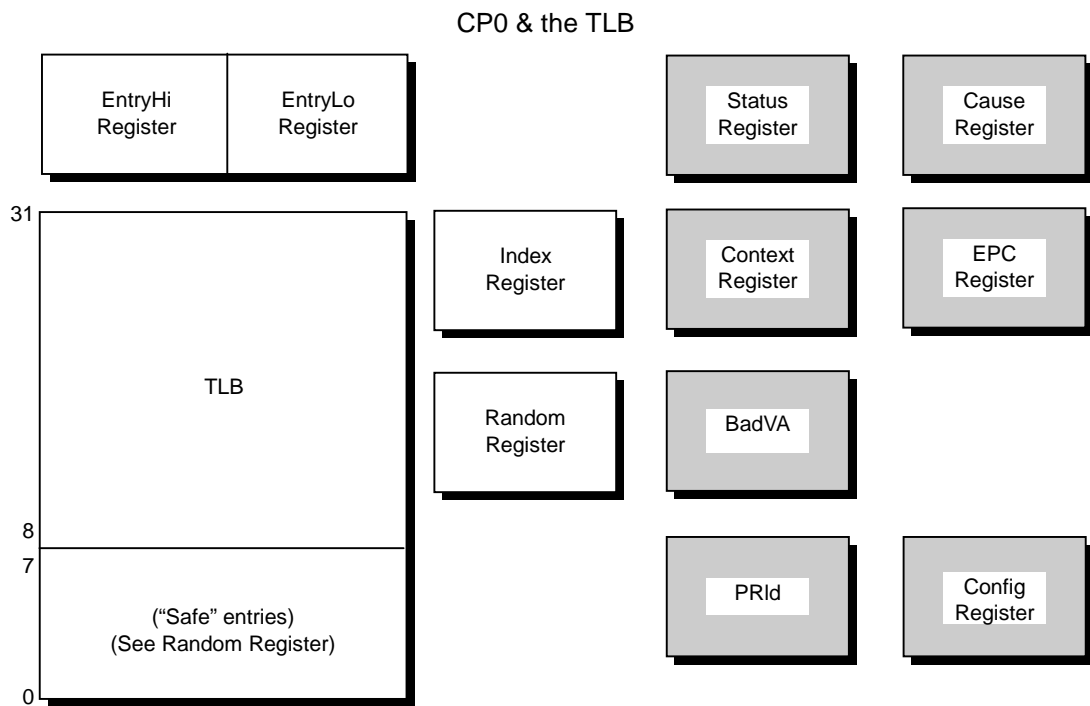 CP0 & the TLB
EntryHi
Register
EntryLo
Register
Status
Register
Cause
Register
31
Index
Register
Context
Register
EPC
Register
TLB
Random
Register
BadVA
8
7
(“Safe” entries)
(See Random Register)
PRId
Config
Register
0